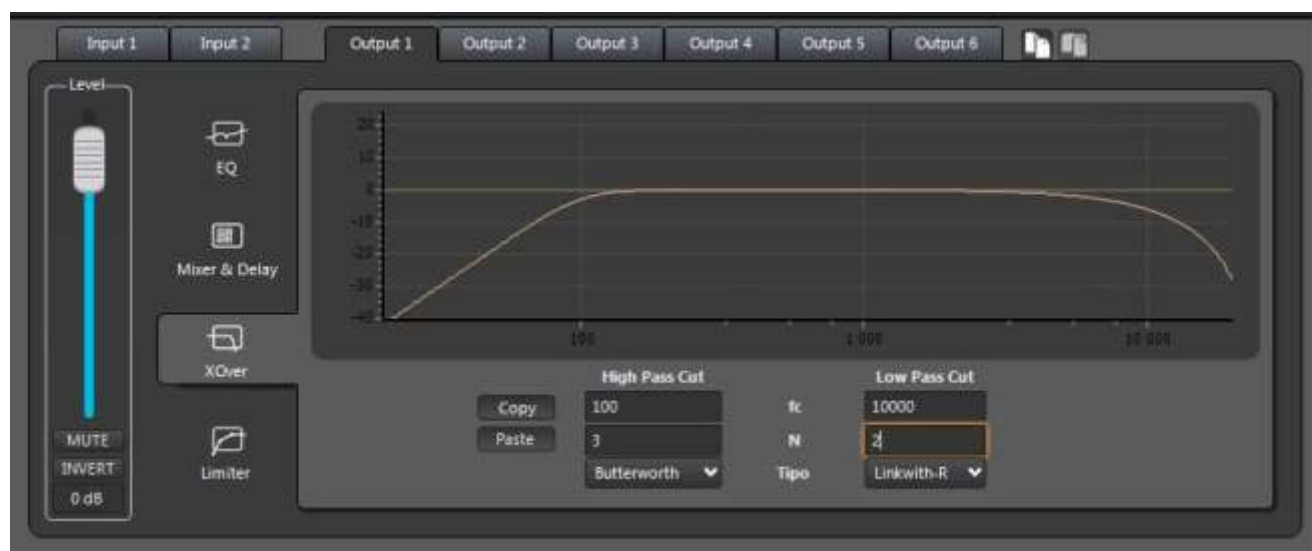 Input 1 Input 2 Output 1 Output 2 Output 3 Output 4 Output 5 Output 6
Level
EQ
Mixer & Delay
XOver
Limiter
MUTE
INVERT
0 dB
20
10
0
-10
-20
-30
-40
100 1 000 10 000
High Pass Cut Low Pass Cut
Copy 100 fc 10000
Paste 3 N 2
Butterworth Tipo Linkwith-R